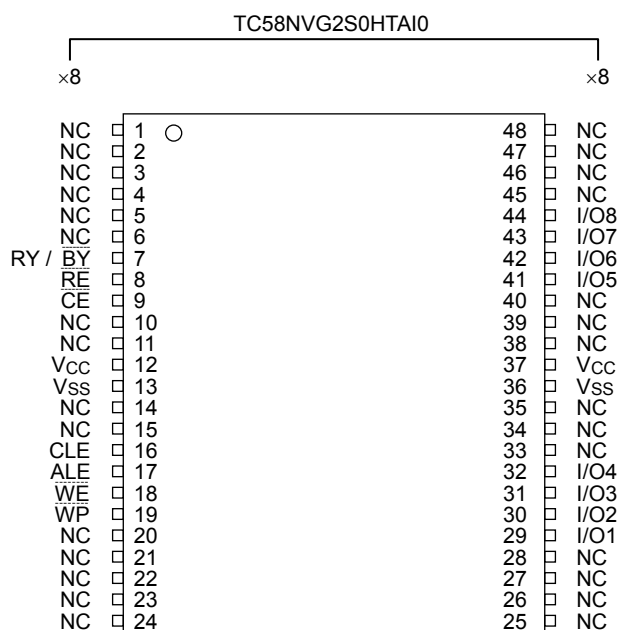 TC58NVG2S0HTAI0
×8 ×8
NC 1 48 NC
NC 2 47 NC
NC 3 46 NC
NC 4 45 NC
NC 5 44 I/O8
NC 6 43 I/O7
RY / BY 7 42 I/O6
RE 8 41 I/O5
CE 9 40 NC
NC 10 39 NC
NC 11 38 NC
VCC 12 37 VCC
VSS 13 36 VSS
NC 14 35 NC
NC 15 34 NC
CLE 16 33 NC
ALE 17 32 I/O4
WE 18 31 I/O3
WP 19 30 I/O2
NC 20 29 I/O1
NC 21 28 NC
NC 22 27 NC
NC 23 26 NC
NC 24 25 NC